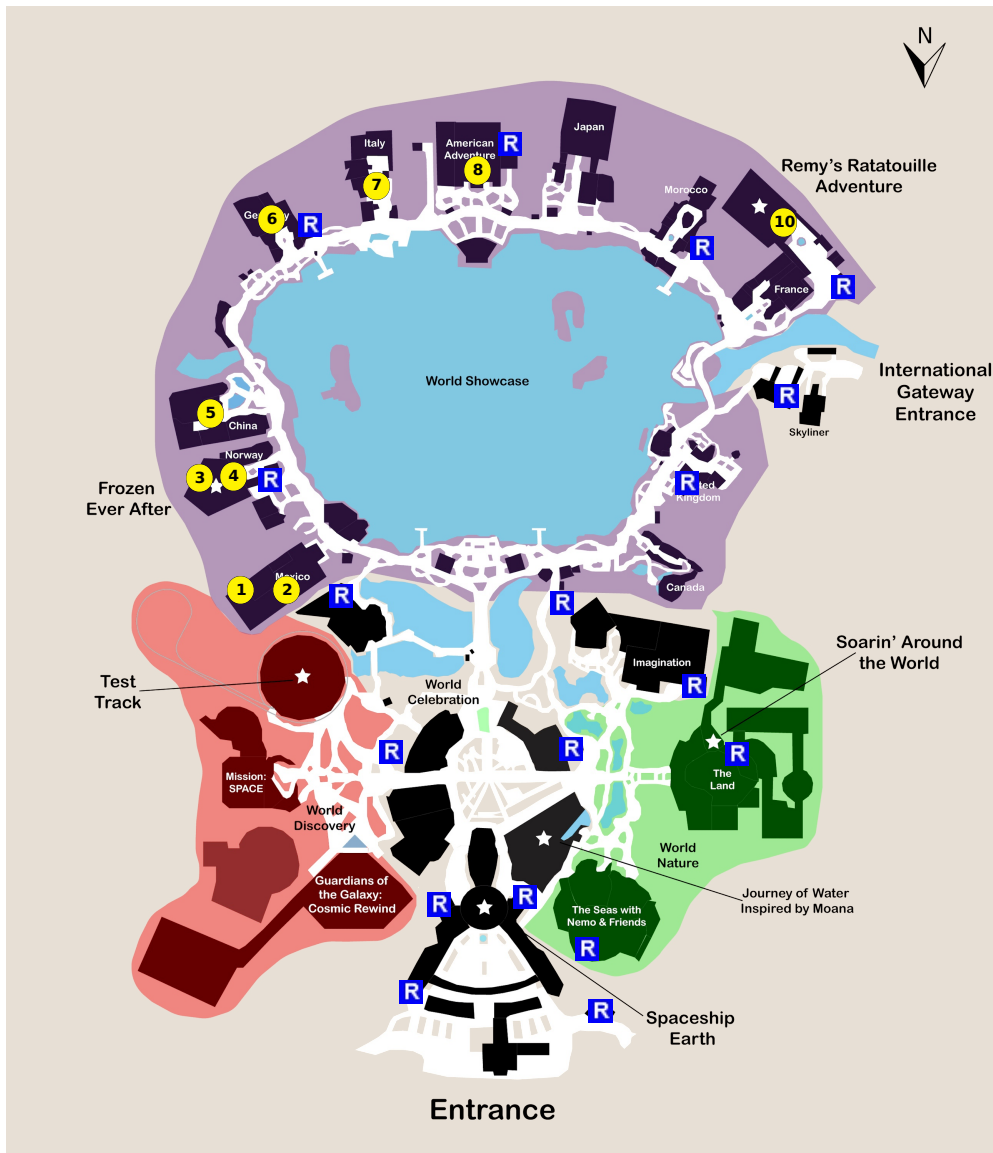 N
Japan
Italy
American
Adventure
8
R
Remy's Ratatouille
Adventure
7
Morocco
6
R
10
R
France
R
World Showcase
International
Gateway
Entrance
R
Skyliner
5
China
Norway
3
4
R
Frozen
Ever After
R
Kingdom
Mexico
1
2
R
Canada
R
Imagination
R
Soarin' Around
the World
Test
Track
World
Celebration
R
R
R
The
Land
Mission:
SPACE
World
Discovery
World
Nature
Guardians of
the Galaxy:
Cosmic Rewind
Journey of Water
Inspired by Moana
R
R
The Seas with
Nemo & Friends
R
R
R
Spaceship
Earth
Entrance